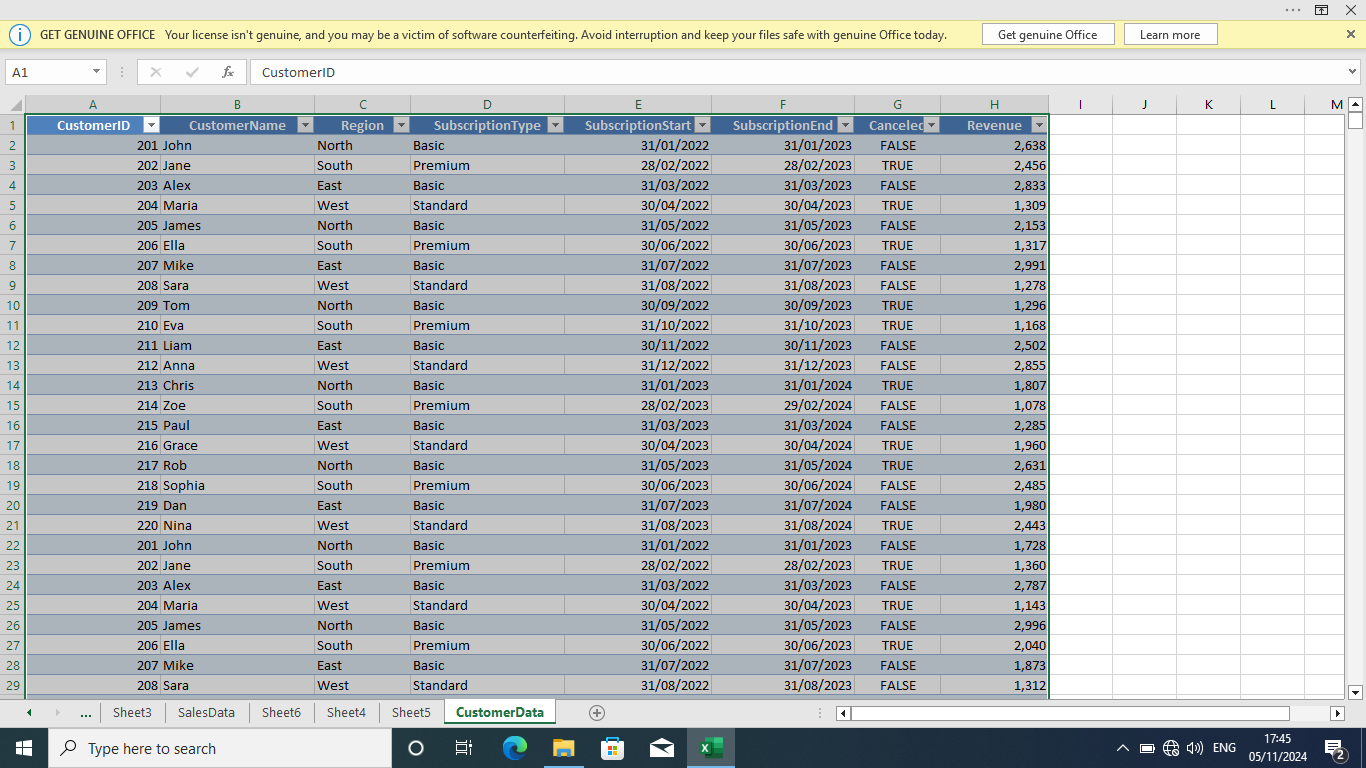 GET GENUINE OFFICE Your license isn't genuine, and you may be a victim of software counterfeiting. Avoid interruption and keep your files safe with genuine Office today. Get genuine Office Learn more
A1 fx CustomerID
A B C D E F G H I J K L M
1 CustomerID CustomerName Region SubscriptionType SubscriptionStart SubscriptionEnd Canceled Revenue
2 201 John North Basic 31/01/2022 31/01/2023 FALSE 2,638
3 202 Jane South Premium 28/02/2022 28/02/2023 TRUE 2,456
4 203 Alex East Basic 31/03/2022 31/03/2023 FALSE 2,833
5 204 Maria West Standard 30/04/2022 30/04/2023 TRUE 1,309
6 205 James North Basic 31/05/2022 31/05/2023 FALSE 2,153
7 206 Ella South Premium 30/06/2022 30/06/2023 TRUE 1,317
8 207 Mike East Basic 31/07/2022 31/07/2023 FALSE 2,991
9 208 Sara West Standard 31/08/2022 31/08/2023 FALSE 1,278
10 209 Tom North Basic 30/09/2022 30/09/2023 TRUE 1,296
11 210 Eva South Premium 31/10/2022 31/10/2023 TRUE 1,168
12 211 Liam East Basic 30/11/2022 30/11/2023 FALSE 2,502
13 212 Anna West Standard 31/12/2022 31/12/2023 FALSE 2,855
14 213 Chris North Basic 31/01/2023 31/01/2024 TRUE 1,807
15 214 Zoe South Premium 28/02/2023 29/02/2024 FALSE 1,078
16 215 Paul East Basic 31/03/2023 31/03/2024 FALSE 2,285
17 216 Grace West Standard 30/04/2023 30/04/2024 TRUE 1,960
18 217 Rob North Basic 31/05/2023 31/05/2024 TRUE 2,631
19 218 Sophia South Premium 30/06/2023 30/06/2024 FALSE 2,485
20 219 Dan East Basic 31/07/2023 31/07/2024 FALSE 1,980
21 220 Nina West Standard 31/08/2023 31/08/2024 TRUE 2,443
22 201 John North Basic 31/01/2022 31/01/2023 FALSE 1,728
23 202 Jane South Premium 28/02/2022 28/02/2023 TRUE 1,360
24 203 Alex East Basic 31/03/2022 31/03/2023 FALSE 2,787
25 204 Maria West Standard 30/04/2022 30/04/2023 TRUE 1,143
26 205 James North Basic 31/05/2022 31/05/2023 FALSE 2,996
27 206 Ella South Premium 30/06/2022 30/06/2023 TRUE 2,040
28 207 Mike East Basic 31/07/2022 31/07/2023 FALSE 1,873
29 208 Sara West Standard 31/08/2022 31/08/2023 FALSE 1,312
... Sheet3 SalesData Sheet6 Sheet4 Sheet5 CustomerData
Type here to search ENG 17:45
05/11/2024 2